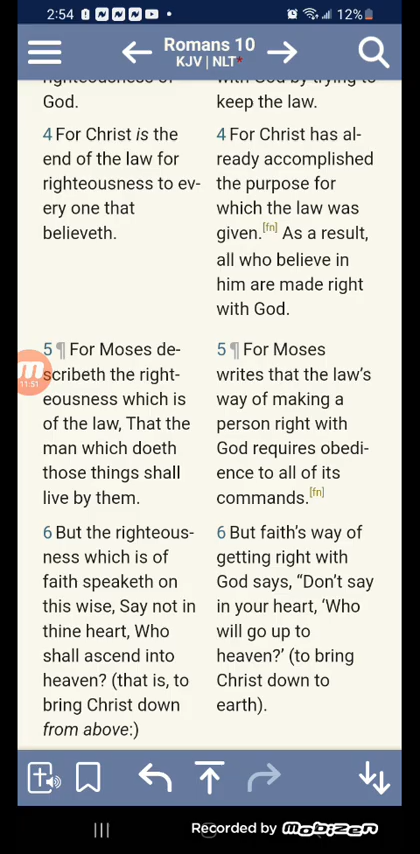 2:54 12%
Romans 10
KJV | NLT*
righteousness of
God.
4 For Christ is the
end of the law for
righteousness to ev-
ery one that
believeth.
5 ¶ For Moses de-
scribeth the right-
eousness which is
of the law, That the
man which doeth
those things shall
live by them.
6 But the righteous-
ness which is of
faith speaketh on
this wise, Say not in
thine heart, Who
shall ascend into
heaven? (that is, to
bring Christ down
from above:)
with God by trying to
keep the law.
4 For Christ has al-
ready accomplished
the purpose for
which the law was
given.[fn] As a result,
all who believe in
him are made right
with God.
5 ¶ For Moses
writes that the law’s
way of making a
person right with
God requires obedi-
ence to all of its
commands.[fn]
6 But faith’s way of
getting right with
God says, “Don’t say
in your heart, ‘Who
will go up to
heaven?’ (to bring
Christ down to
earth).
11:51
Recorded by mobizen